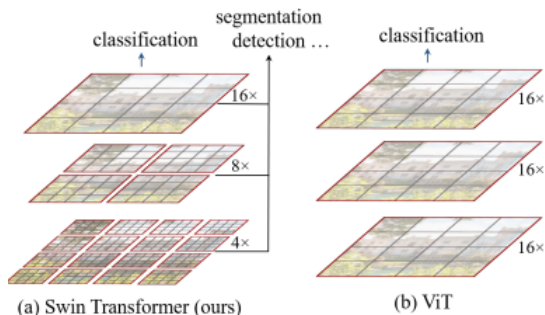 segmentation
classification
detection ...
classification
16×
16×
8×
16×
4×
16×
(a) Swin Transformer (ours)
(b) ViT